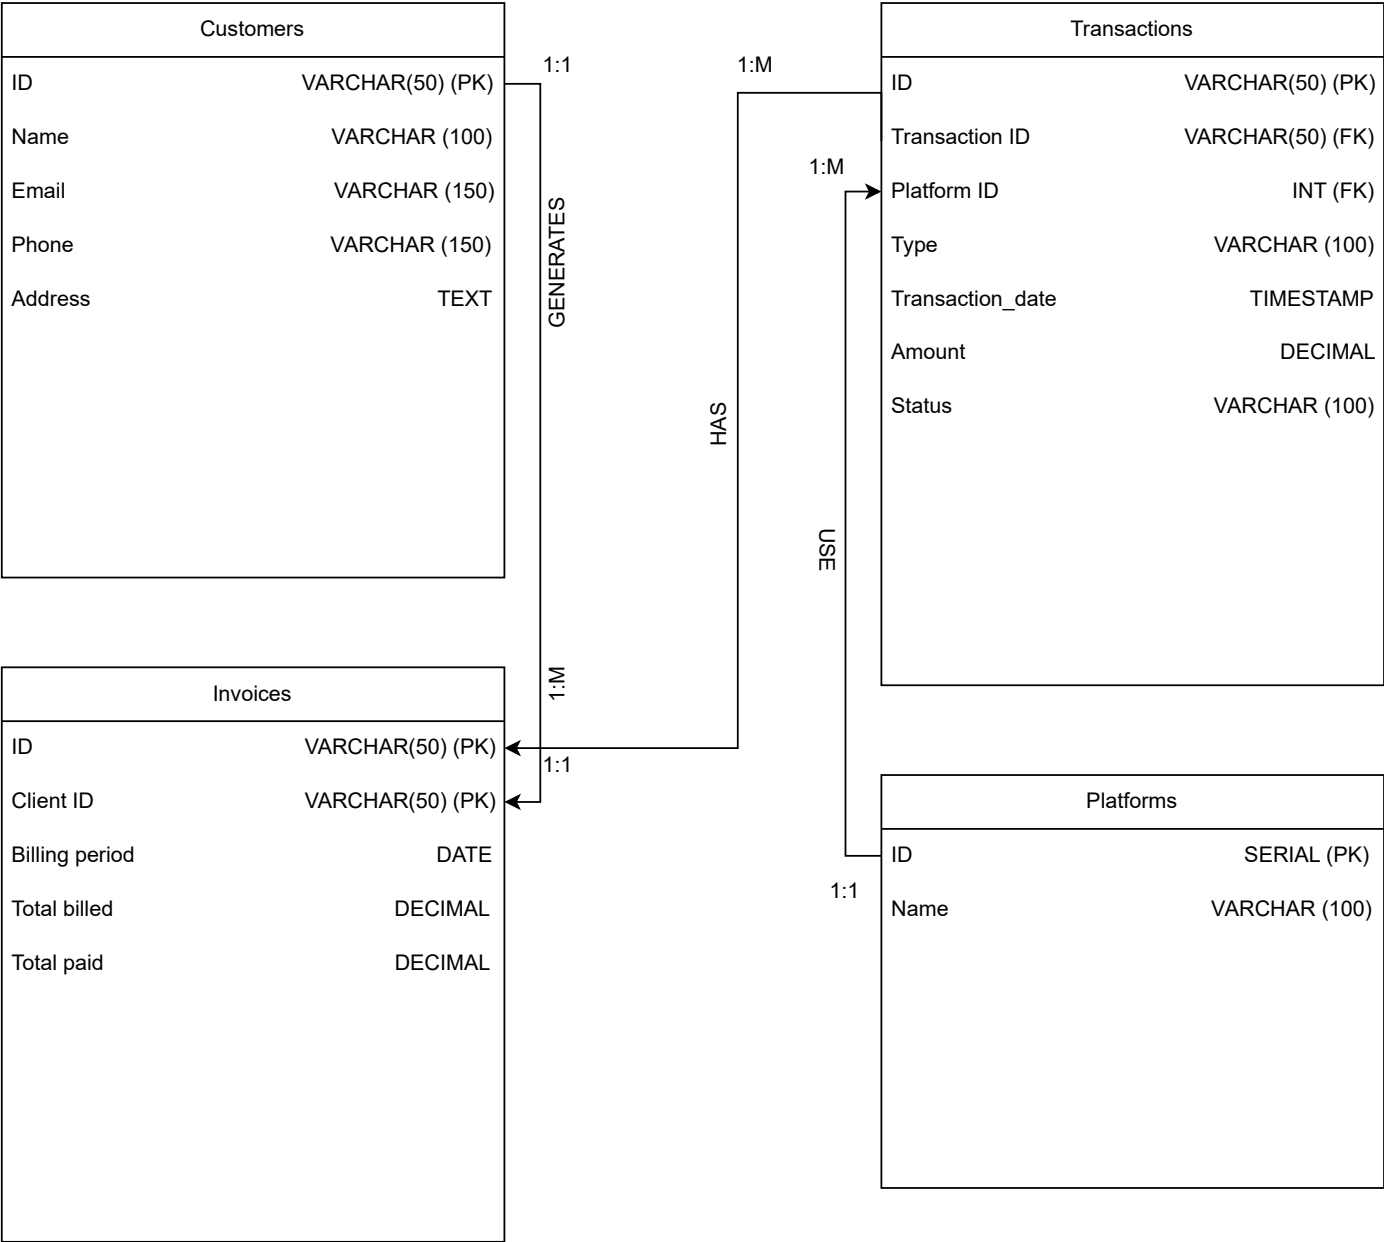 Customers
ID VARCHAR(50) (PK)
Name VARCHAR (100)
Email VARCHAR (150)
Phone VARCHAR (150)
Address TEXT
1:1
GENERATES
1:M
Invoices
ID VARCHAR(50) (PK)
Client ID VARCHAR(50) (PK)
Billing period DATE
Total billed DECIMAL
Total paid DECIMAL
1:1
HAS
1:M
Transactions
ID VARCHAR(50) (PK)
Transaction ID VARCHAR(50) (FK)
Platform ID INT (FK)
Type VARCHAR (100)
Transaction_date TIMESTAMP
Amount DECIMAL
Status VARCHAR (100)
1:M
USE
1:1
Platforms
ID SERIAL (PK)
Name VARCHAR (100)